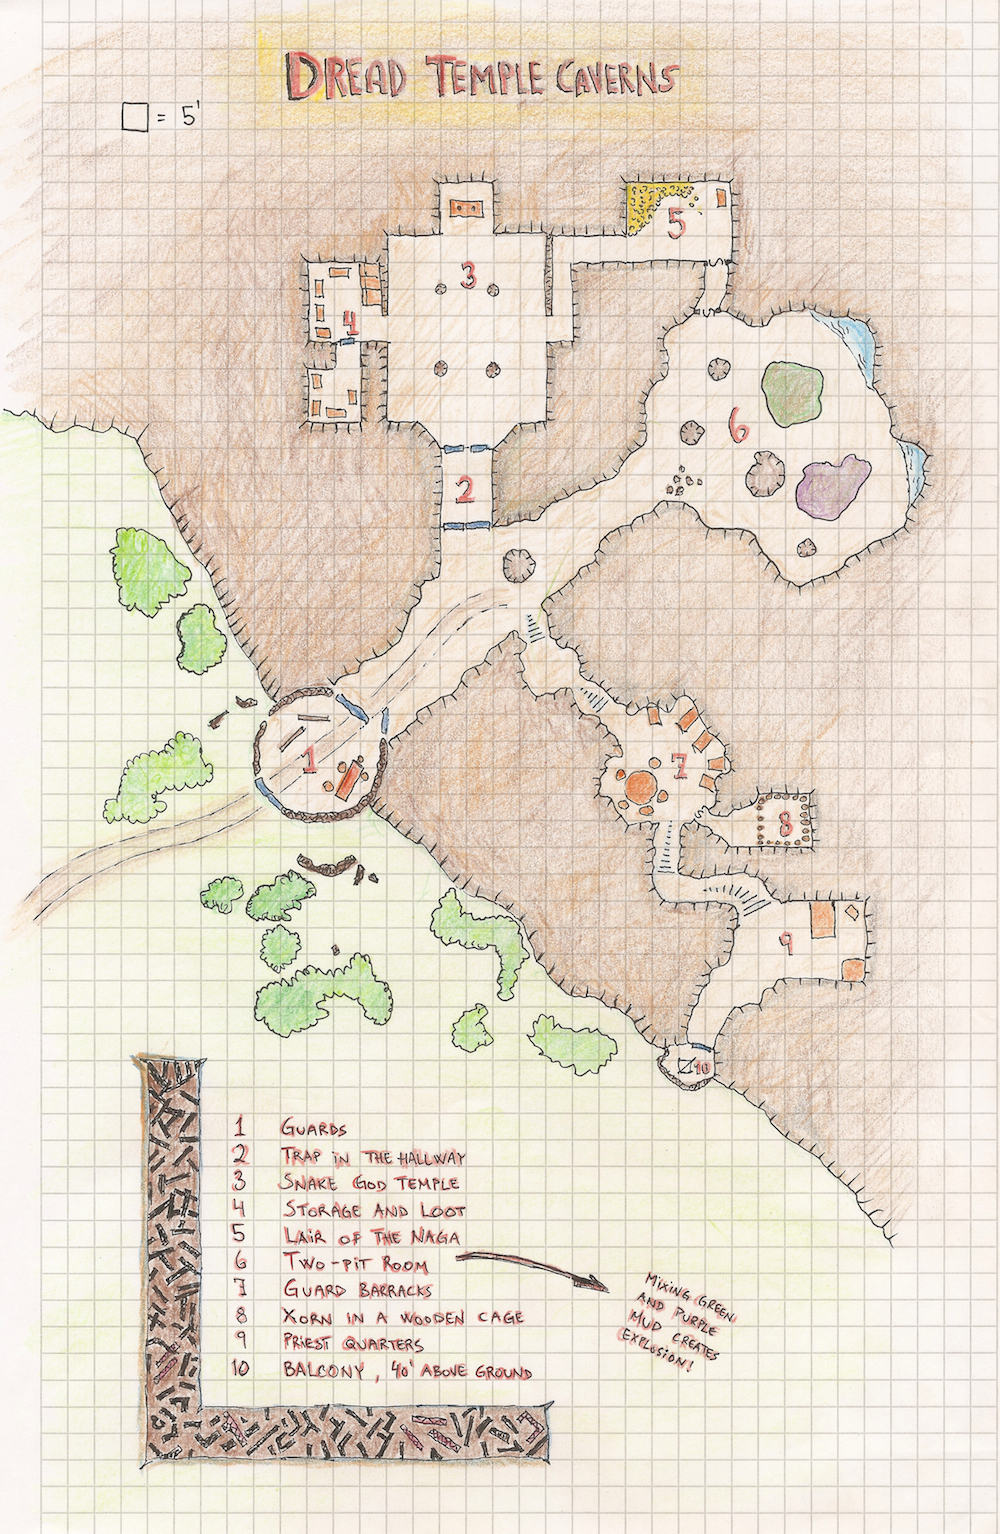 DREAD TEMPLE CAVERNS
= 5'
5
3
4
6
2
7
1
8
9
10
1 GUARDS
2 TRAP IN THE HALLWAY
3 SNAKE GOD TEMPLE
4 STORAGE AND LOOT
5 LAIR OF THE NAGA
6 TWO-PIT ROOM
7 GUARD BARRACKS
8 XORN IN A WOODEN CAGE
9 PRIEST QUARTERS
10 BALCONY, 40' ABOVE GROUND
MIXING GREEN
AND PURPLE
MUD CREATES
EXPLOSION!